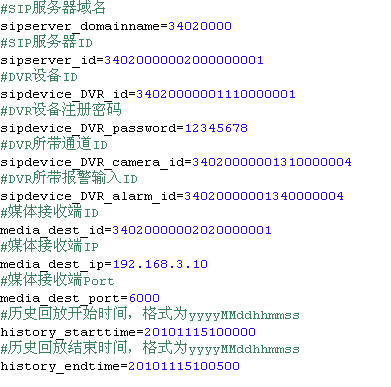 #SIP服务器域名
sipserver_domainname=34020000
#SIP服务器ID
sipserver_id=34020000002000000001
#DVR设备ID
sipdevice_DVR_id=34020000001110000001
#DVR设备注册密码
sipdevice_DVR_password=12345678
#DVR所带通道ID
sipdevice_DVR_camera_id=34020000001310000004
#DVR所带报警输入ID
sipdevice_DVR_alarm_id=34020000001340000004
#媒体接收端ID
media_dest_id=34020000002020000001
#媒体接收端IP
media_dest_ip=192.168.3.10
#媒体接收端Port
media_dest_port=6000
#历史回放开始时间，格式为yyyyMMddhhmmss
history_starttime=20101115100000
#历史回放结束时间，格式为yyyyMMddhhmmss
history_endtime=20101115100500